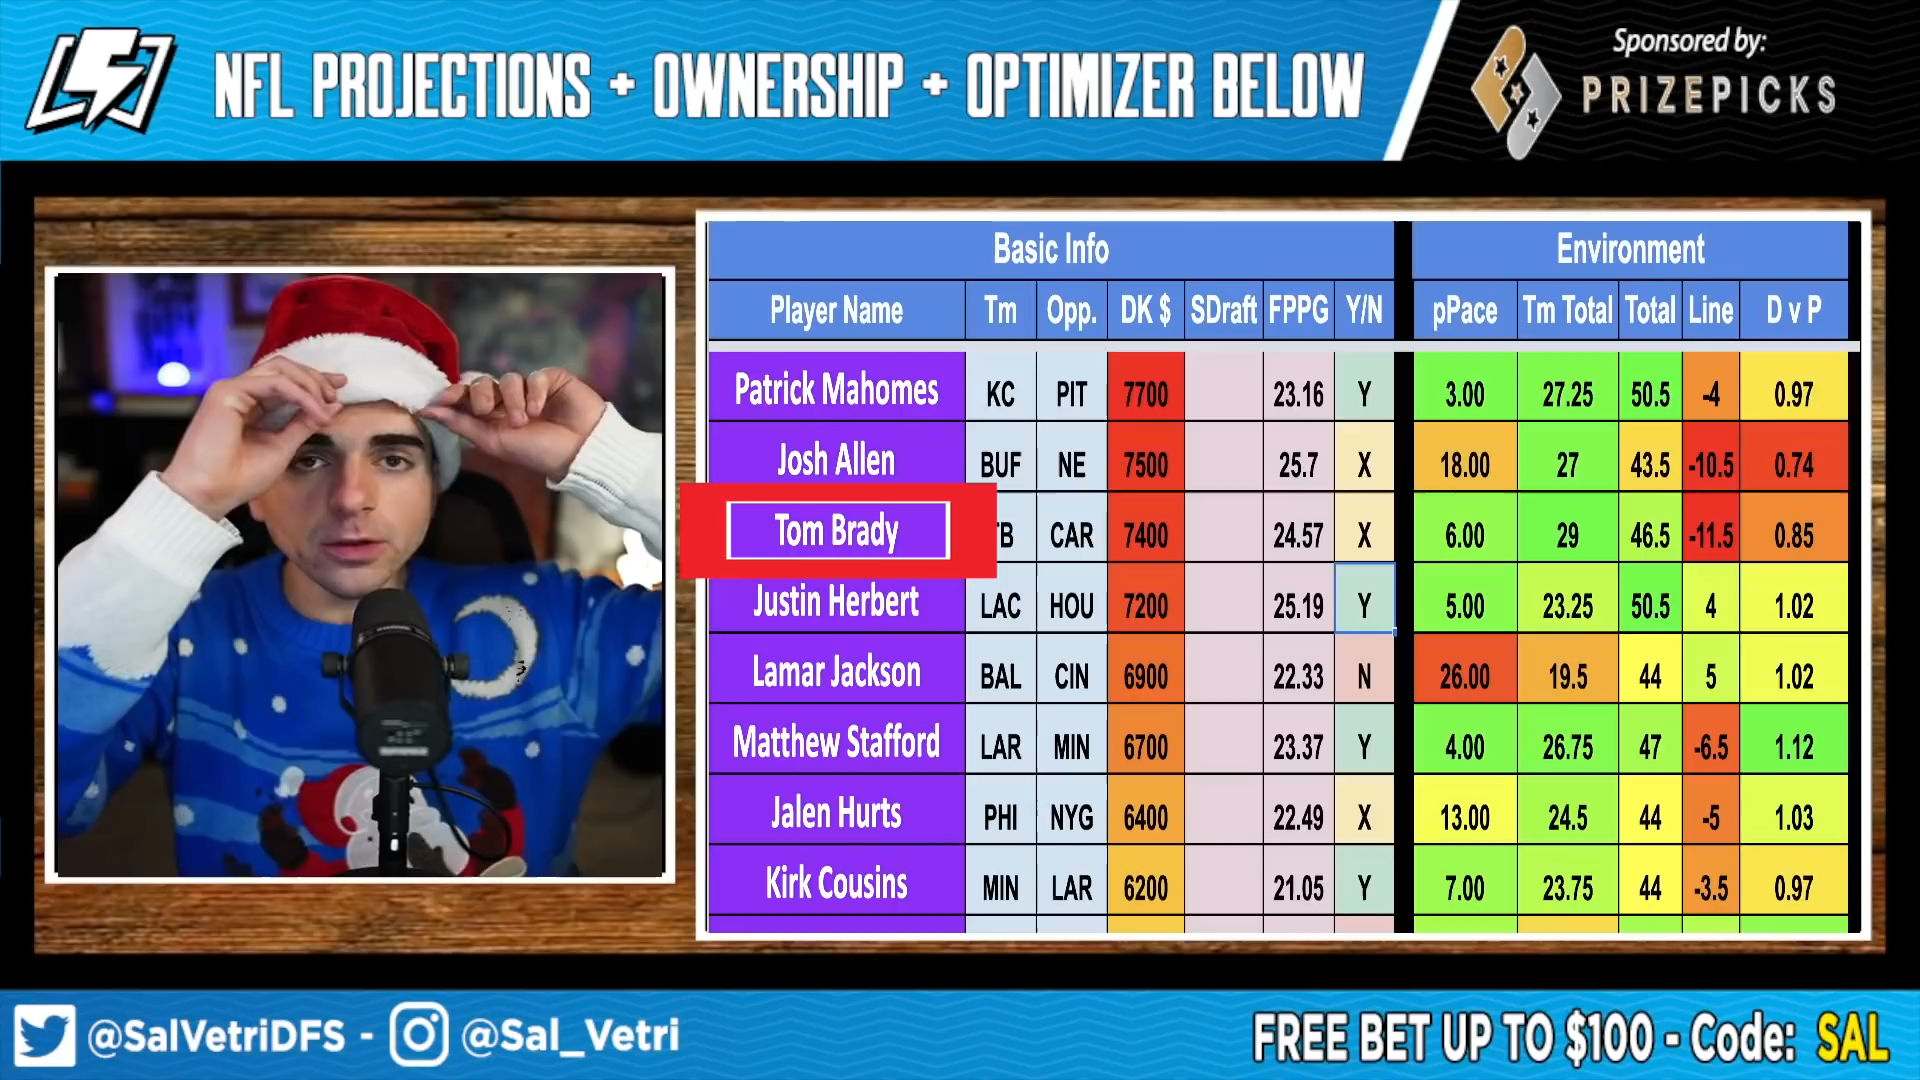 NFL PROJECTIONS + OWNERSHIP + OPTIMIZER BELOW
Sponsored by:
PRIZEPICKS
Basic Info Environment
Player Name Tm Opp. DK $ SDraft FPPG Y/N pPace Tm Total Total Line D v P
Patrick Mahomes KC PIT 7700 23.16 Y 3.00 27.25 50.5 -4 0.97
Josh Allen BUF NE 7500 25.7 X 18.00 27 43.5 -10.5 0.74
Tom Brady TB CAR 7400 24.57 X 6.00 29 46.5 -11.5 0.85
Justin Herbert LAC HOU 7200 25.19 Y 5.00 23.25 50.5 4 1.02
Lamar Jackson BAL CIN 6900 22.33 N 26.00 19.5 44 5 1.02
Matthew Stafford LAR MIN 6700 23.37 Y 4.00 26.75 47 -6.5 1.12
Jalen Hurts PHI NYG 6400 22.49 X 13.00 24.5 44 -5 1.03
Kirk Cousins MIN LAR 6200 21.05 Y 7.00 23.75 44 -3.5 0.97
@SalVetriDFS - @Sal_Vetri
FREE BET UP TO $100 - Code: SAL